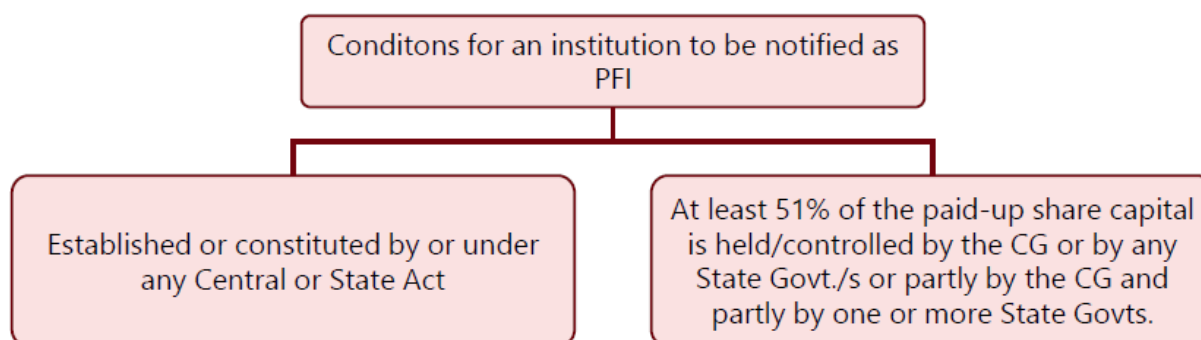 Conditons for an institution to be notified as
PFI
Established or constituted by or under
any Central or State Act
At least 51% of the paid-up share capital
is held/controlled by the CG or by any
State Govt./s or partly by the CG and
partly by one or more State Govts.